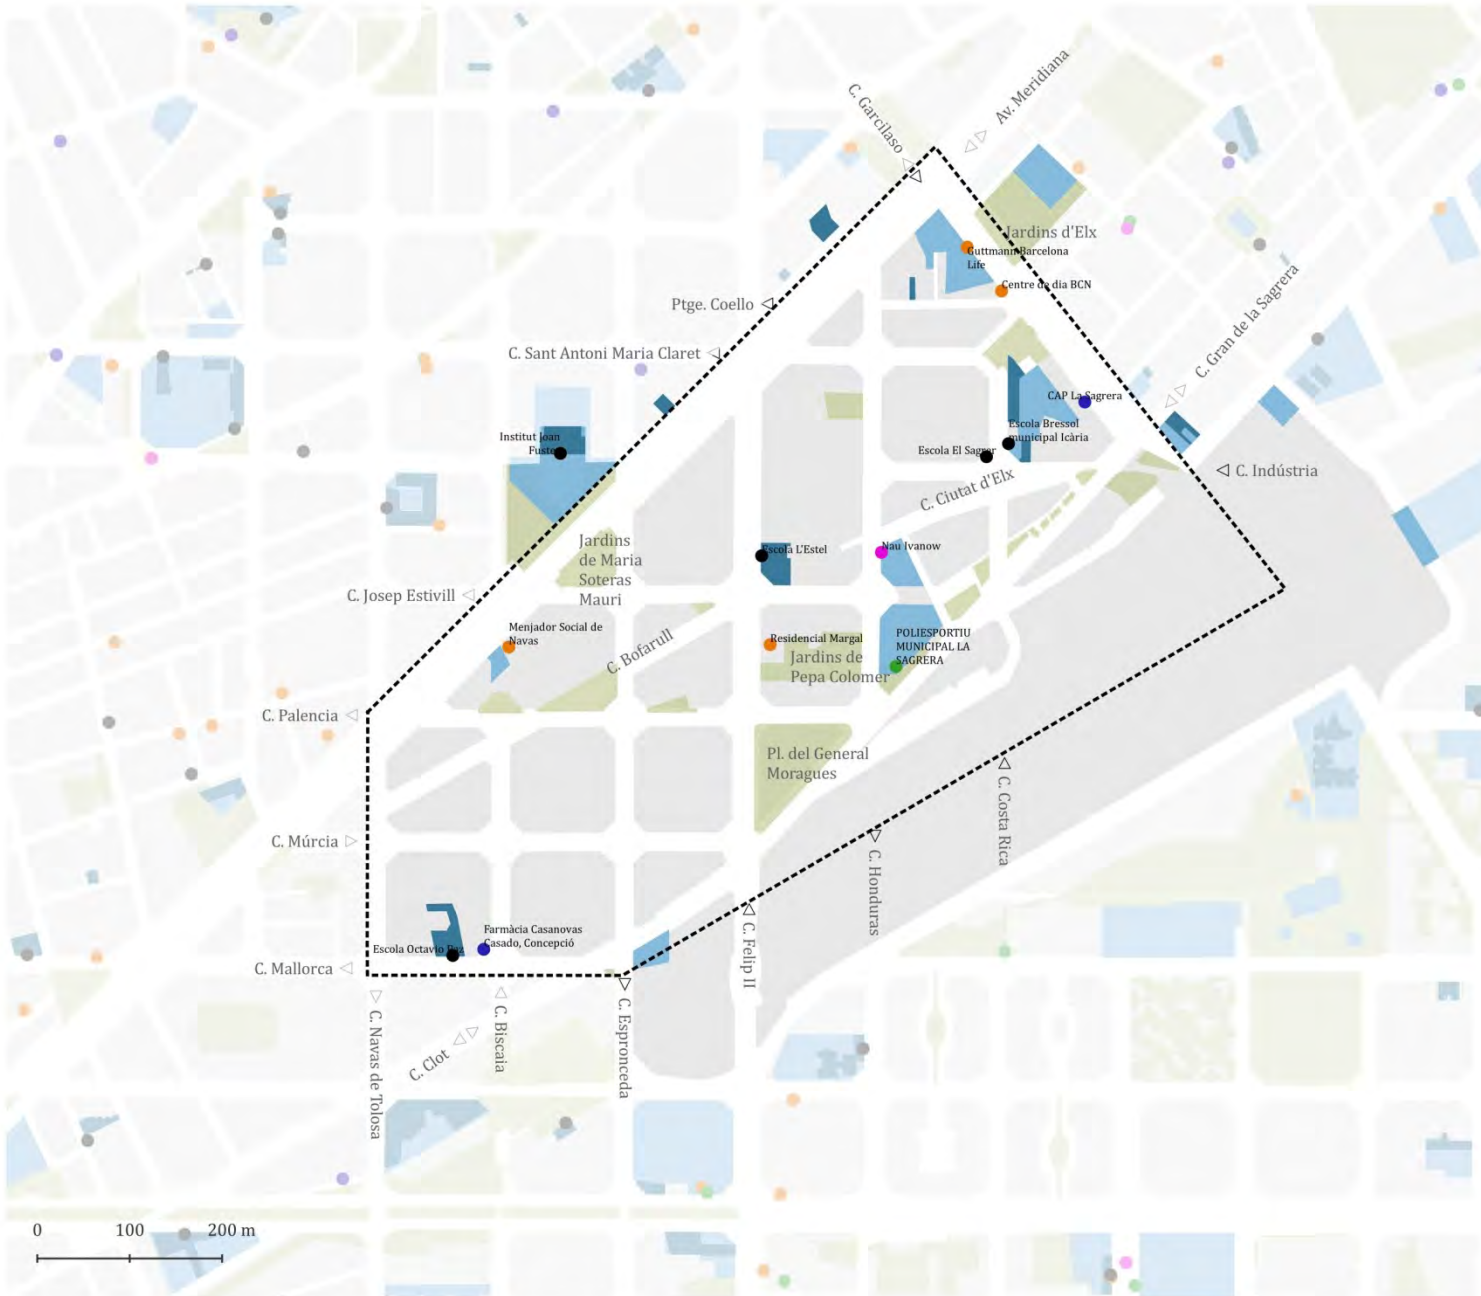 C. Garcilaso
Av. Meridiana
Jardins d'Elx
Guttmann Barcelona
Life
Centre de dia BCN
Ptge. Coello
C. Gran de la Sagrera
C. Sant Antoni Maria Claret
CAP La Sagrera
Escola Bressol
municipal Icària
Institut Joan
Fuster
Escola El Sagrer
C. Indústria
C. Ciutat d'Elx
Jardins
de Maria
Soteras
Mauri
Escola L'Estel
Nau Ivanow
C. Josep Estivill
Menjador Social de
Navas
C. Bofarull
Residencial Margal
POLIESPORTIU
MUNICIPAL LA
SAGRERA
Jardins de
Pepa Colomer
C. Palencia
Pl. del General
Moragues
C. Costa Rica
C. Múrcia
C. Honduras
Farmàcia Casanovas
Casado, Concepció
Escola Octavio Paz
C. Mallorca
C. Felip II
C. Navas de Tolosa
C. Clot
C. Biscaia
C. Espronceda
0 100 200 m